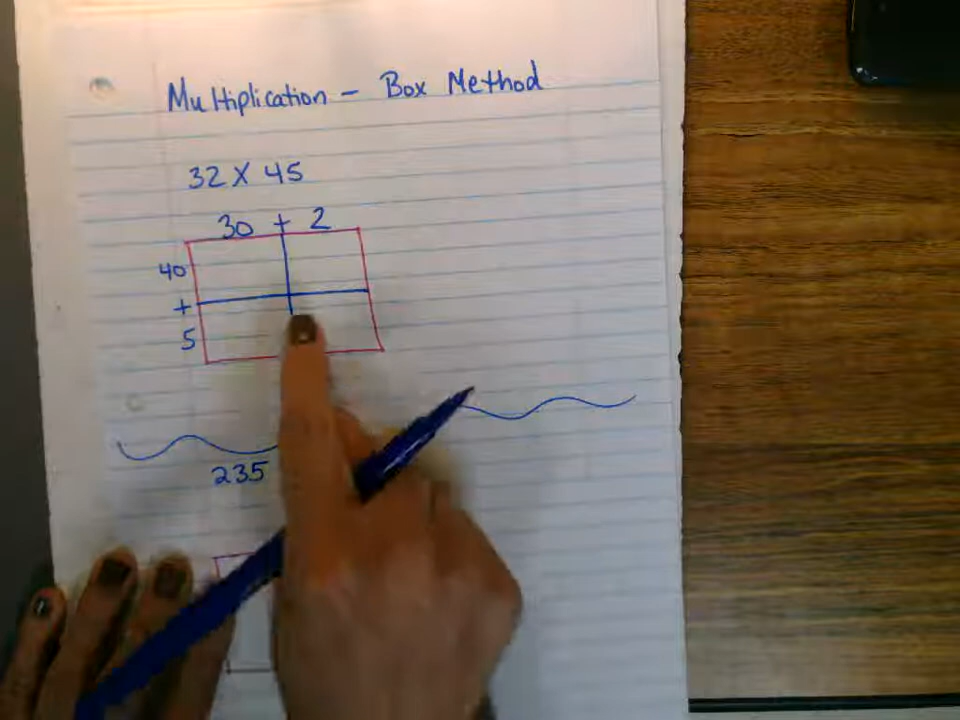 Multiplication - Box Method
32 X 45
30 + 2
40
+
5
235